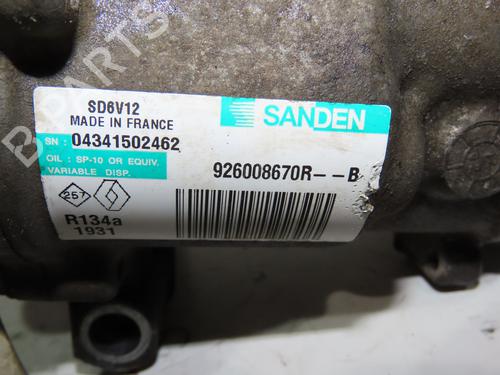 SD6V12
MADE IN FRANCE
SN : 04341502462
OIL : SP-10 OR EQUIV.
VARIABLE DISP.
257
R134a
1931
SANDEN
926008670R--B
B-PARTS